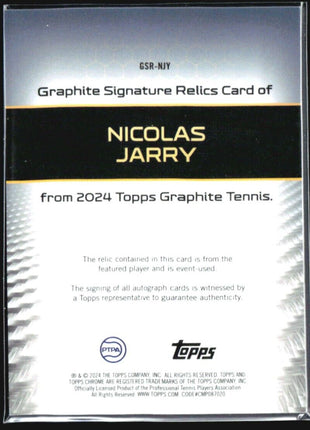 GSR-NJY
Graphite Signature Relics Card of
NICOLAS
JARRY
from 2024 Topps Graphite Tennis.
The relic contained in this card is from the
featured player and is event-used.
The signing of all autograph cards is witnessed by
a Topps representative to guarantee authenticity.
PTPA
Topps
® & © 2024 THE TOPPS COMPANY, INC. ALL RIGHTS RESERVED. TOPPS AND
TOPPS CHROME ARE REGISTERED TRADEMARKS OF THE TOPPS COMPANY, INC.
Officially Licensed Product of the Professional Tennis Players Association
All Rights Reserved. WWW.TOPPS.COM. CODE#CMP087020